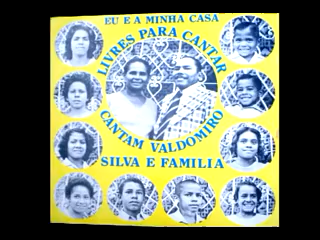 EU E A MINHA CASA
LIVRES PARA CANTAR
CANTAM VALDOMIRO
SILVA E FAMILIA